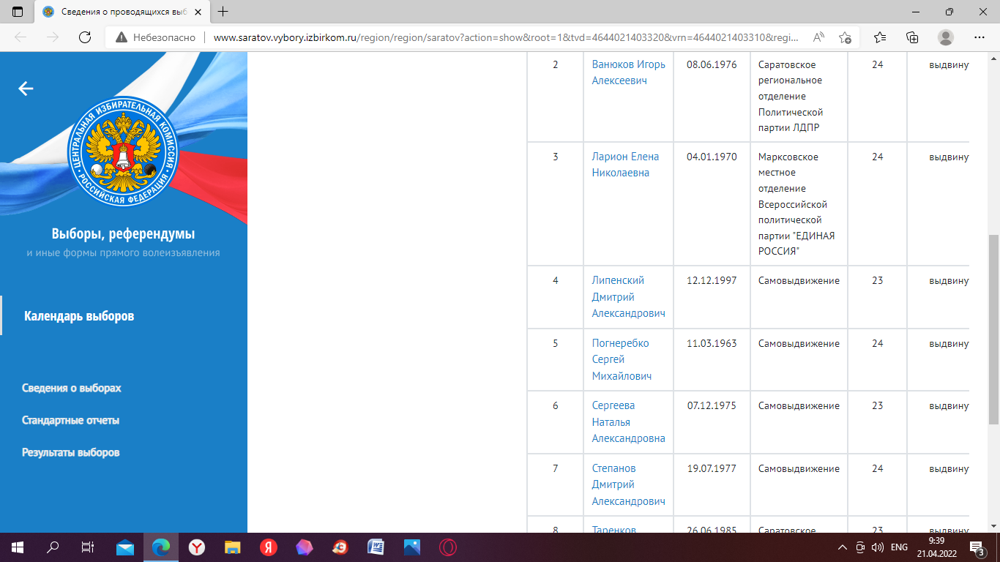 Сведения о проводящихся выб
Небезопасно
www.saratov.vybory.izbirkom.ru/region/region/saratov?action=show&root=1&tvd=4644021403320&vrn=4644021403310&regi...
ЦЕНТРАЛЬНАЯ ИЗБИРАТЕЛЬНАЯ КОМИССИЯ
РОССИЙСКАЯ ФЕДЕРАЦИЯ
Выборы, референдумы
и иные формы прямого волеизъявления
Календарь выборов
Сведения о выборах
Стандартные отчеты
Результаты выборов
2
Ванюков Игорь
Алексеевич
08.06.1976
Саратовское
региональное
отделение
Политической
партии ЛДПР
24
выдвину
3
Ларион Елена
Николаевна
04.01.1970
Марксовское
местное
отделение
Всероссийской
политической
партии "ЕДИНАЯ
РОССИЯ"
24
выдвину
4
Липенский
Дмитрий
Александрович
12.12.1997
Самовыдвижение
23
выдвину
5
Погнеребко
Сергей
Михайлович
11.03.1963
Самовыдвижение
24
выдвину
6
Сергеева
Наталья
Александровна
07.12.1975
Самовыдвижение
23
выдвину
7
Степанов
Дмитрий
Александрович
19.07.1977
Самовыдвижение
24
выдвину
8
Таренков
26.06.1985
Саратовское
23
выдвину
ENG
9:39
21.04.2022
3